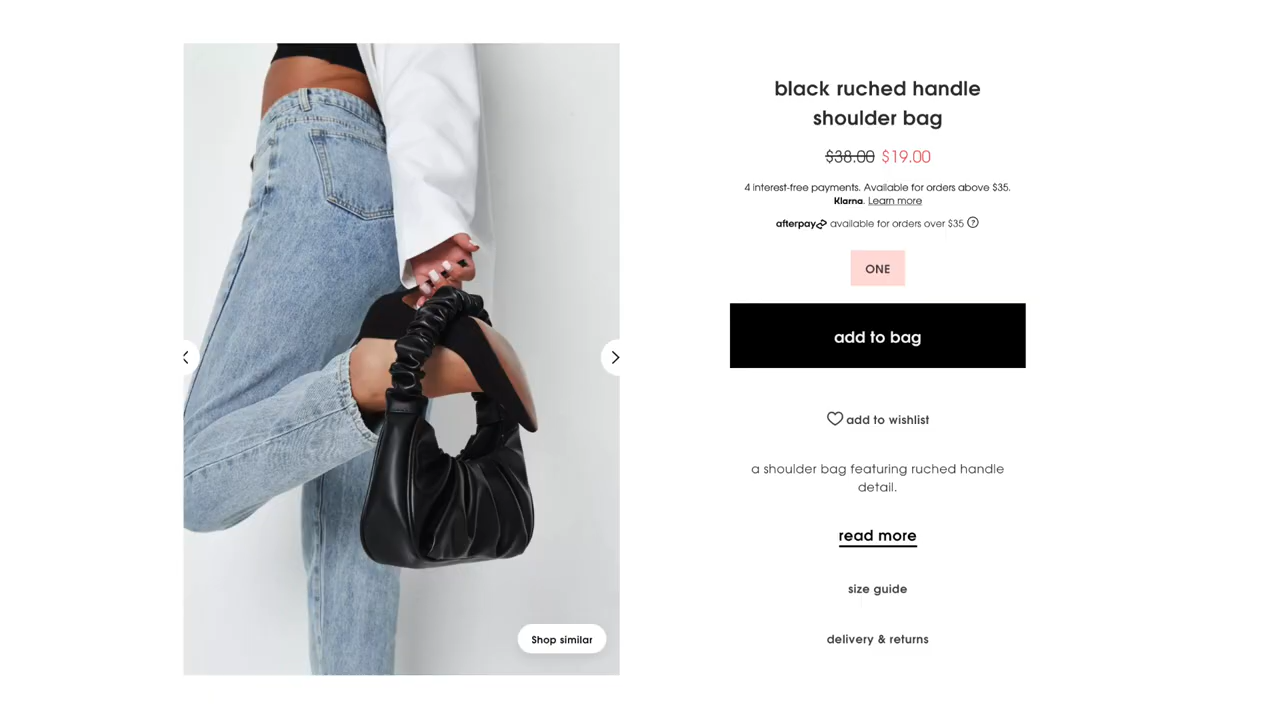 black ruched handle
shoulder bag
$38.00 $19.00
4 interest-free payments. Available for orders above $35.
Klarna. Learn more
afterpay available for orders over $35 ?
ONE
add to bag
add to wishlist
a shoulder bag featuring ruched handle
detail.
read more
size guide
delivery & returns
Shop similar